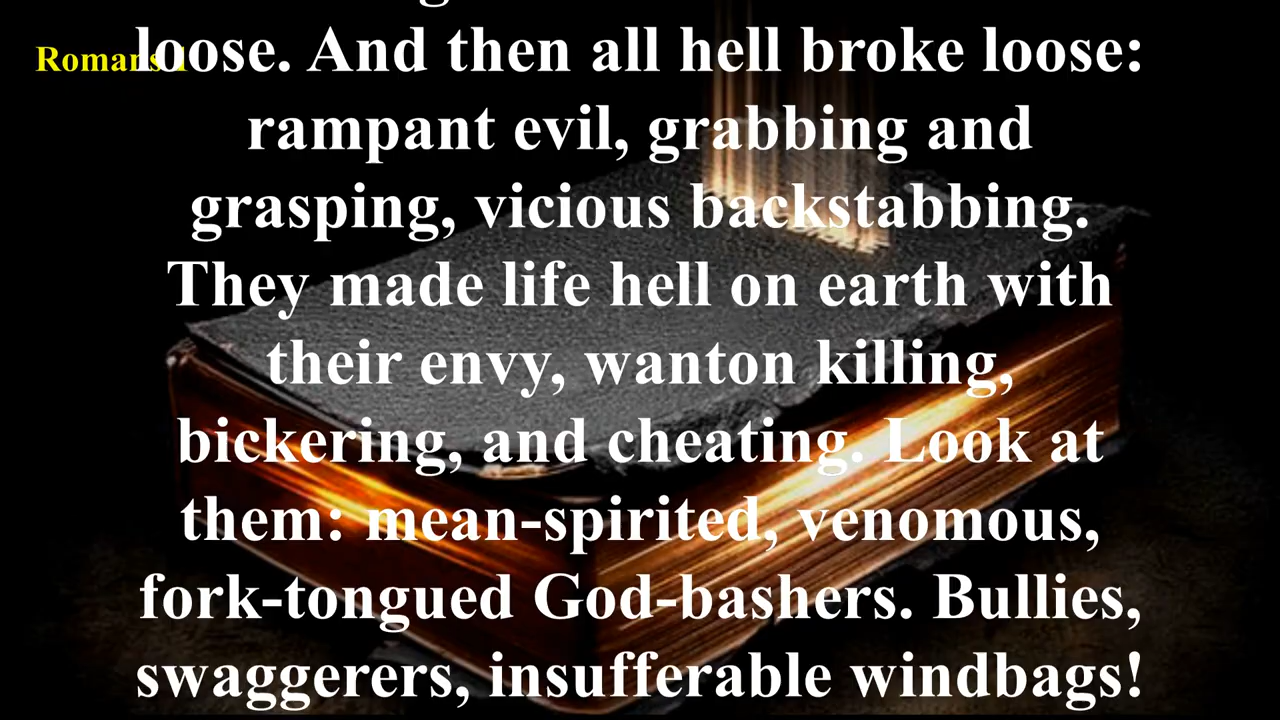 loose. And then all hell broke loose:
Romans 1
rampant evil, grabbing and
grasping, vicious backstabbing.
They made life hell on earth with
their envy, wanton killing,
bickering, and cheating. Look at
them: mean-spirited, venomous,
fork-tongued God-bashers. Bullies,
swaggerers, insufferable windbags!